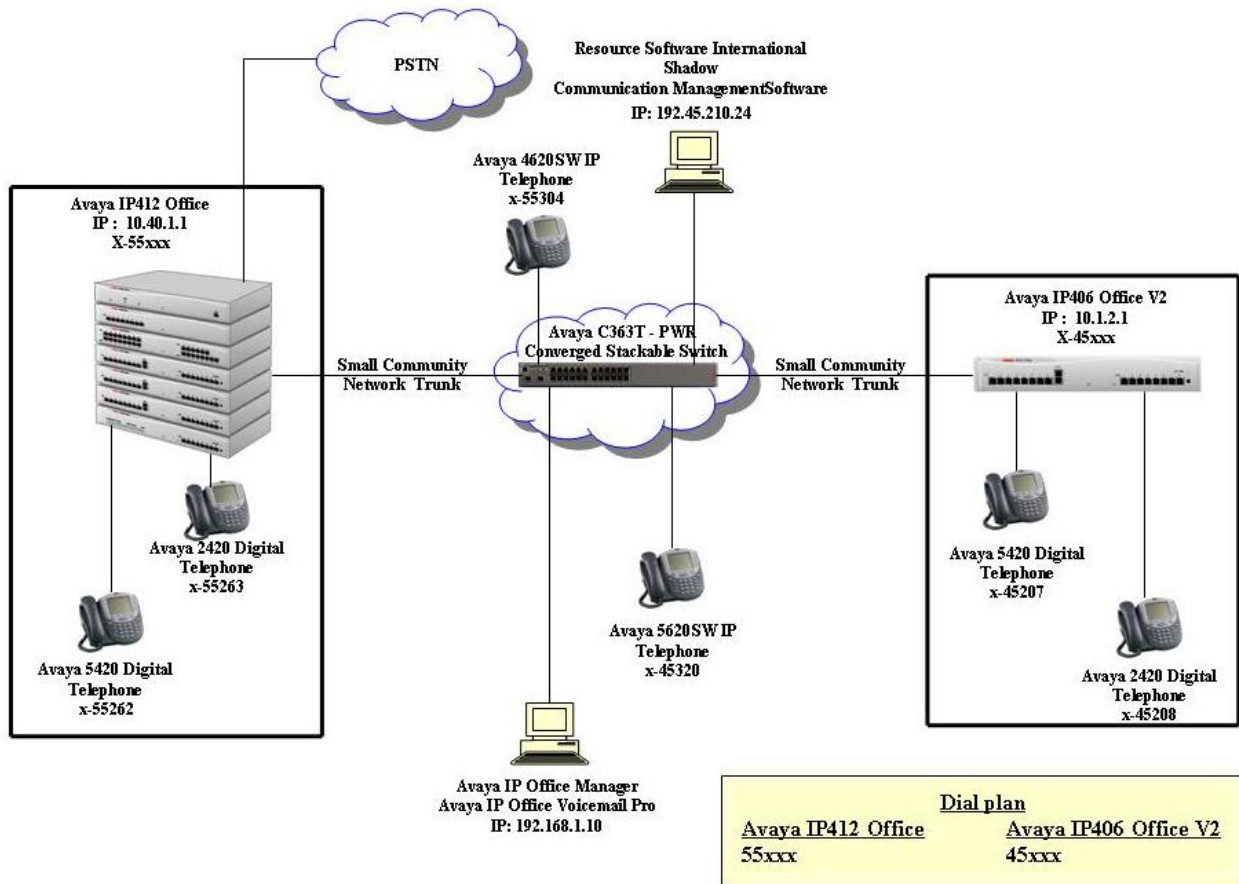 PSTN
Resource Software International
Shadow
Communication ManagementSoftware
IP: 192.45.210.24
Avaya 4620SW IP
Telephone
x-55304
Avaya IP412 Office
IP : 10.40.1.1
X-55xxx
Avaya IP406 Office V2
IP : 10.1.2.1
X-45xxx
Avaya C363T - PWR
Converged Stackable Switch
Small Community
Network Trunk
Small Community
Network Trunk
Avaya 2420 Digital
Telephone
x-55263
Avaya 5420 Digital
Telephone
x-55262
Avaya 5620SW IP
Telephone
x-45320
Avaya 5420 Digital
Telephone
x-45207
Avaya 2420 Digital
Telephone
x-45208
Avaya IP Office Manager
Avaya IP Office Voicemail Pro
IP: 192.168.1.10
Dial plan
Avaya IP412 Office
Avaya IP406 Office V2
55xxx
45xxx